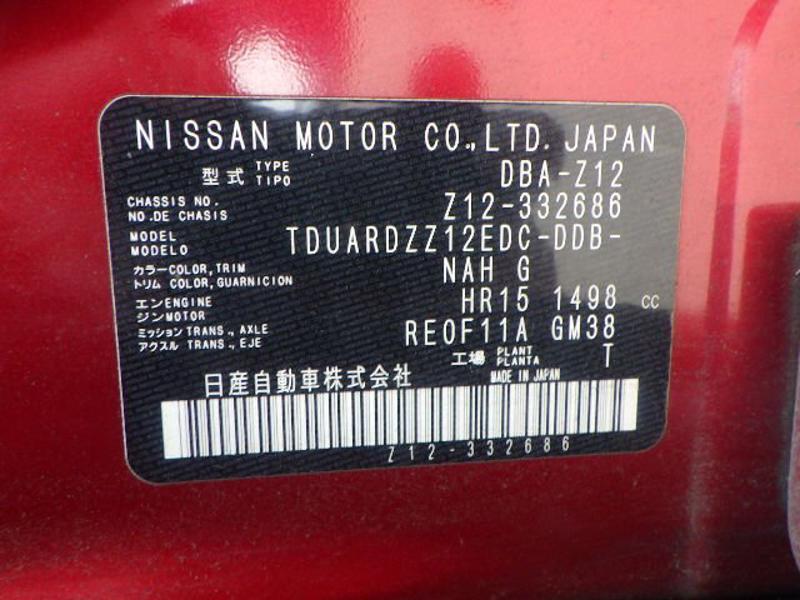 NISSAN MOTOR CO.,LTD. JAPAN
型式 TYPE TIPO DBA-Z12
CHASSIS NO. NO.DE CHASIS Z12-332686
MODEL MODELO TDUARDZZ12EDC-DDB-
カラーCOLOR,TRIM トリム COLOR,GUARNICION NAH G
エンENGINE ジンMOTOR HR15 1498 CC
ミッションTRANS., AXLE アクスル TRANS., EJE RE0F11A GM38
工場 PLANT PLANTA T
日産自動車株式会社 MADE IN JAPAN
Z12-332686